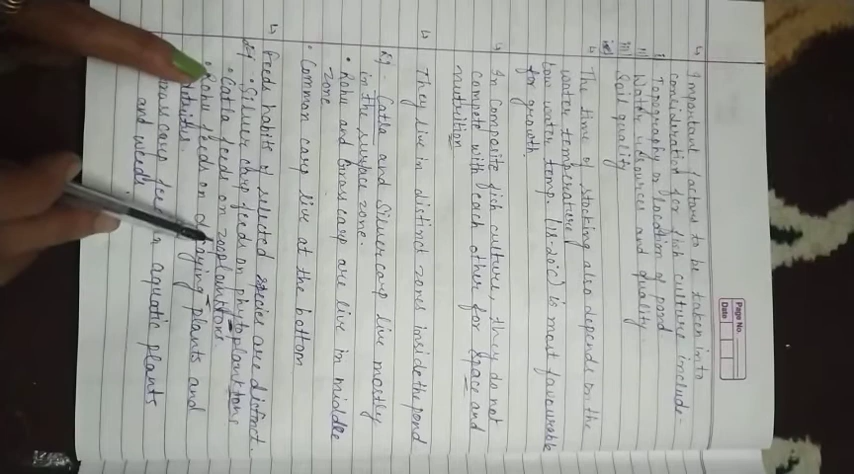 Page No.
Date
↳ Important factors to be taken into
consideration for fish culture include -
i) Topography or location of pond
ii) Water resources and quality
iii) Soil quality
↳ The time of stocking also depends on the
water temperature
low water temp. (18-20°C) is most favourable
for growth.
↳ In composite fish culture, they do not
compete with each other for space and
nuthrition
↳ They live in distinct zones inside the pond
eg - Catla and Silver carp live mostly
in the surface zone.
• Rohu and Grass carp are live in middle
zone
• Common carp live at the bottom
↳ Feeds habits of selected species are distinct.
eg • Silver carp feeds on phytoplanktons
• Catla feeds on zooplanktons
• Rohu feeds on plants and
detritus.
carp aquatic plants
and weeds